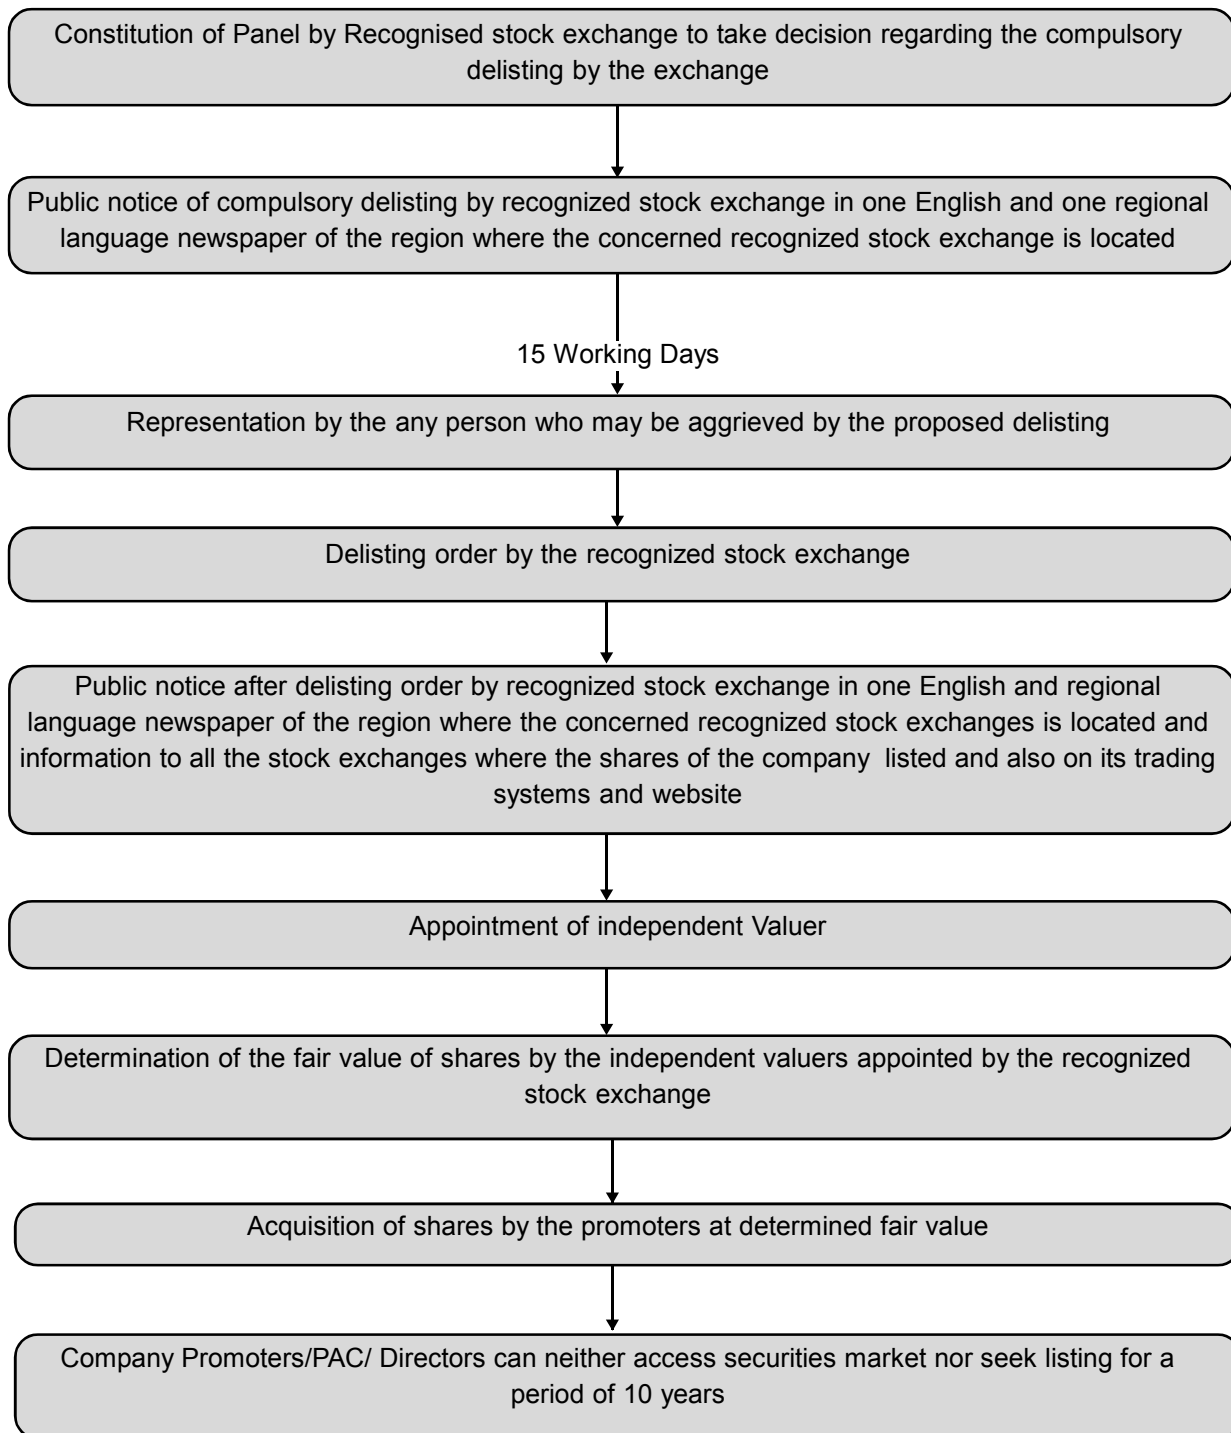 Constitution of Panel by Recognised stock exchange to take decision regarding the compulsory
delisting by the exchange
Public notice of compulsory delisting by recognized stock exchange in one English and one regional
language newspaper of the region where the concerned recognized stock exchange is located
15 Working Days
Representation by the any person who may be aggrieved by the proposed delisting
Delisting order by the recognized stock exchange
Public notice after delisting order by recognized stock exchange in one English and regional
language newspaper of the region where the concerned recognized stock exchanges is located and
information to all the stock exchanges where the shares of the company listed and also on its trading
systems and website
Appointment of independent Valuer
Determination of the fair value of shares by the independent valuers appointed by the recognized
stock exchange
Acquisition of shares by the promoters at determined fair value
Company Promoters/PAC/ Directors can neither access securities market nor seek listing for a
period of 10 years